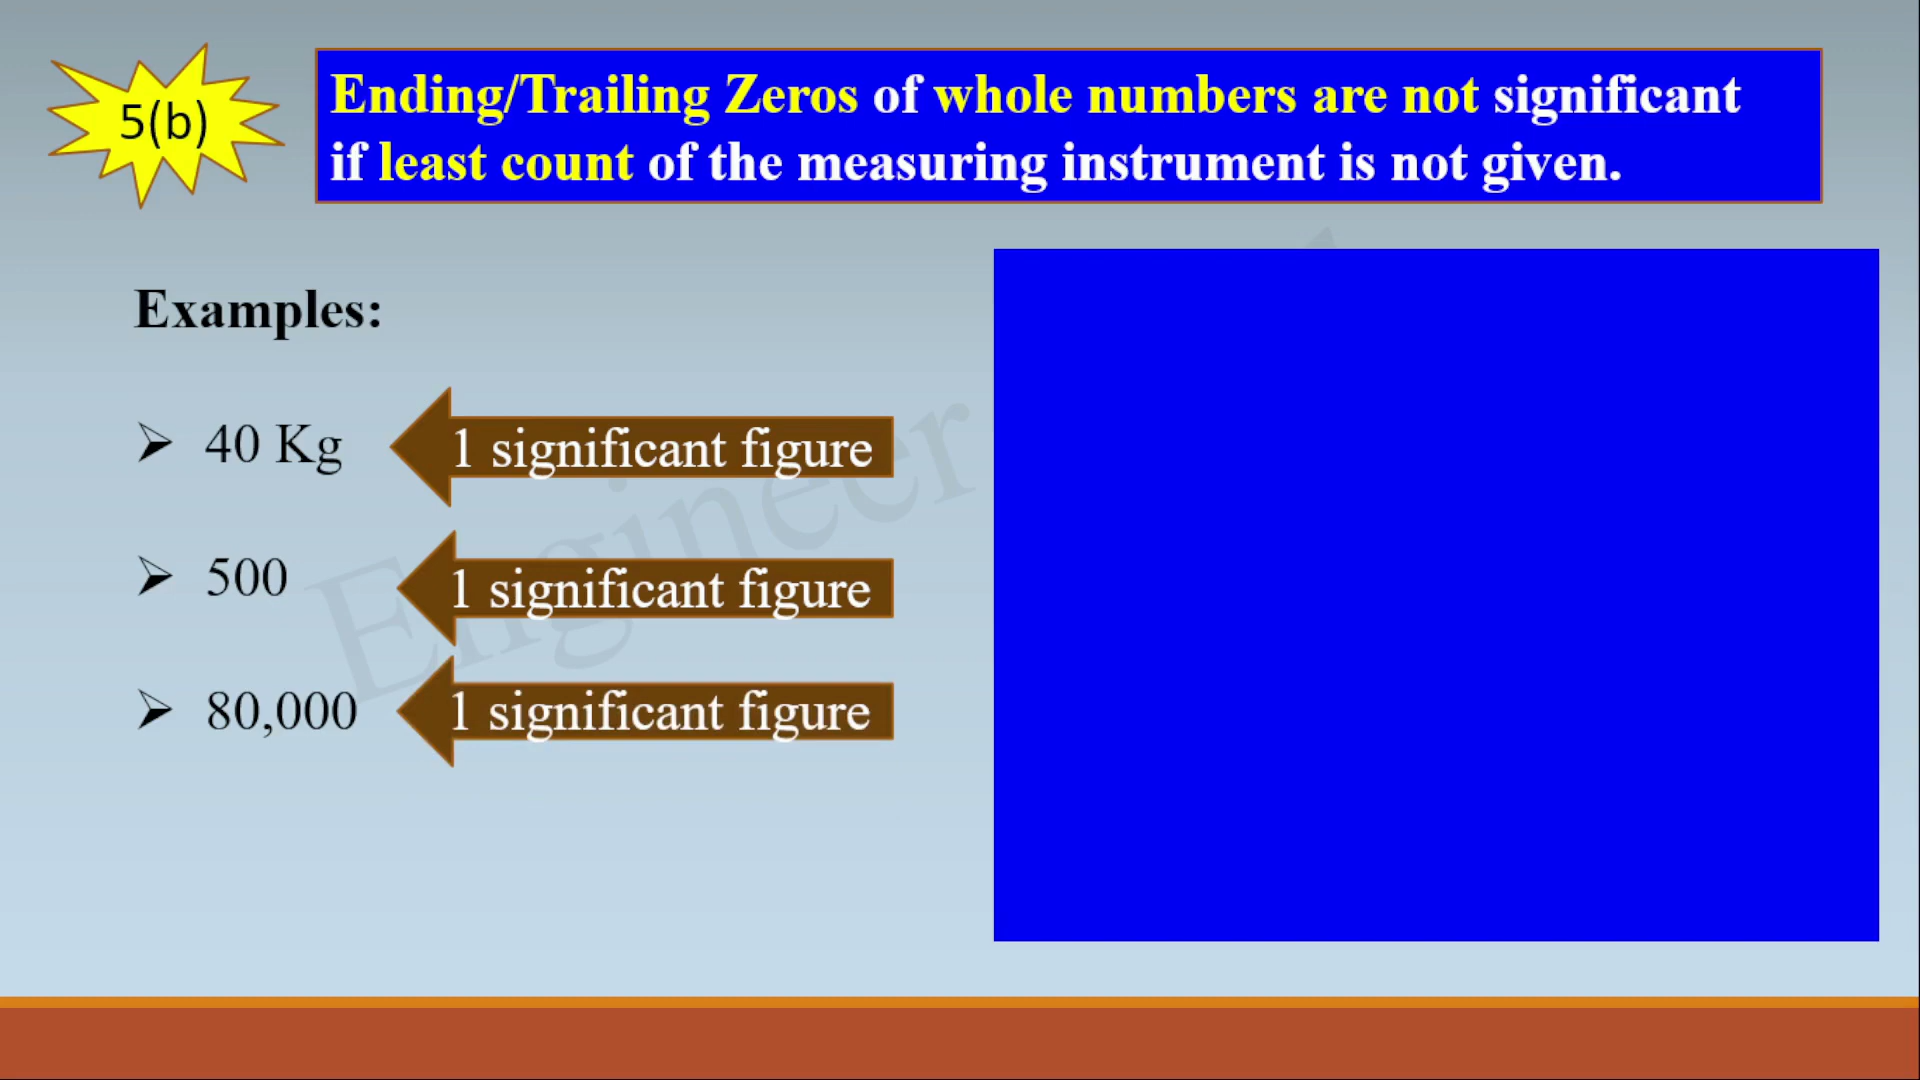 5(b)
Ending/Trailing Zeros of whole numbers are not significant
if least count of the measuring instrument is not given.
Examples:
40 Kg
1 significant figure
500
1 significant figure
80,000
1 significant figure
Engineer